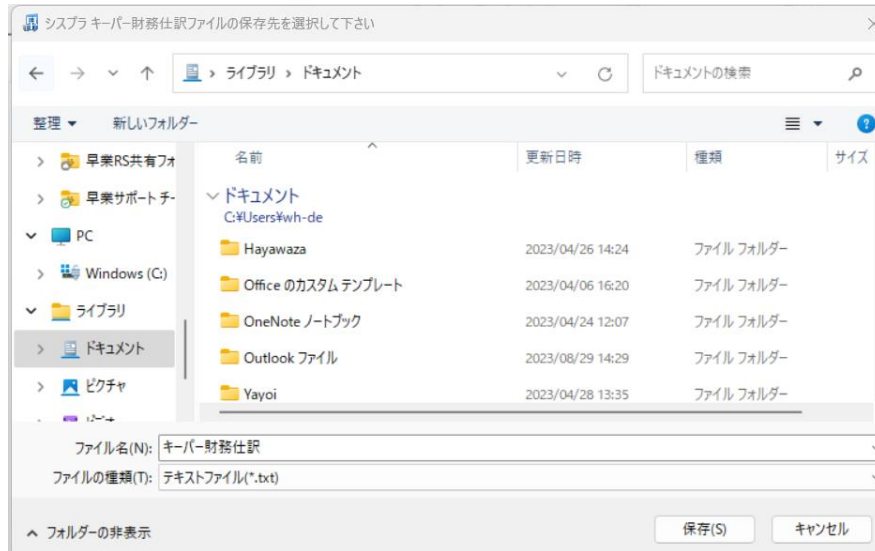 シスプラ キーパー財務仕訳ファイルの保存先を選択して下さい
ライブラリ › ドキュメント
ドキュメントの検索
整理 新しいフォルダー
名前 更新日時 種類 サイズ
早業RS共有フォ
早業サポート チ-
PC
Windows (C:)
ライブラリ
ドキュメント
ピクチャ
ドキュメント
C:¥Users¥wh-de
Hayawaza 2023/04/26 14:24 ファイル フォルダー
Office のカスタム テンプレート 2023/04/06 16:20 ファイル フォルダー
OneNote ノートブック 2023/04/24 12:07 ファイル フォルダー
Outlook ファイル 2023/08/29 14:29 ファイル フォルダー
Yayoi 2023/04/28 13:35 ファイル フォルダー
ファイル名(N): キーパー財務仕訳
ファイルの種類(T): テキストファイル(*.txt)
フォルダーの非表示
保存(S) キャンセル